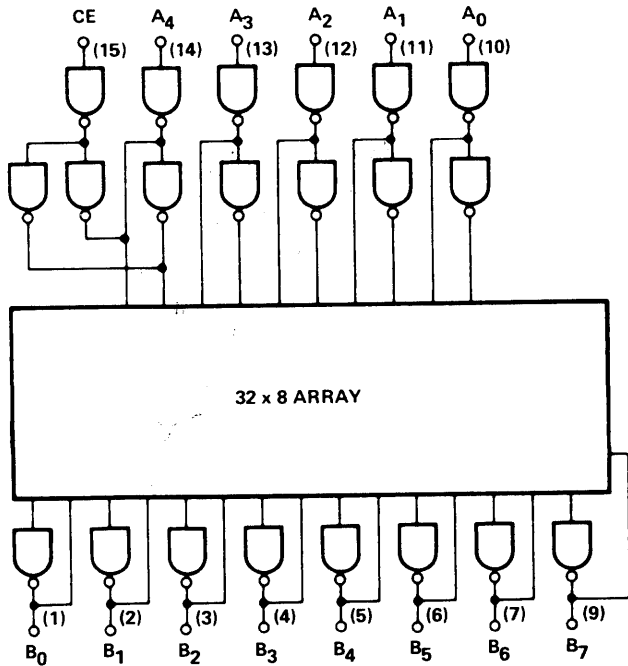 CE A4 A3 A2 A1 A0
(15) (14) (13) (12) (11) (10)
32 x 8 ARRAY
(1) (2) (3) (4) (5) (6) (7) (9)
B0 B1 B2 B3 B4 B5 B6 B7